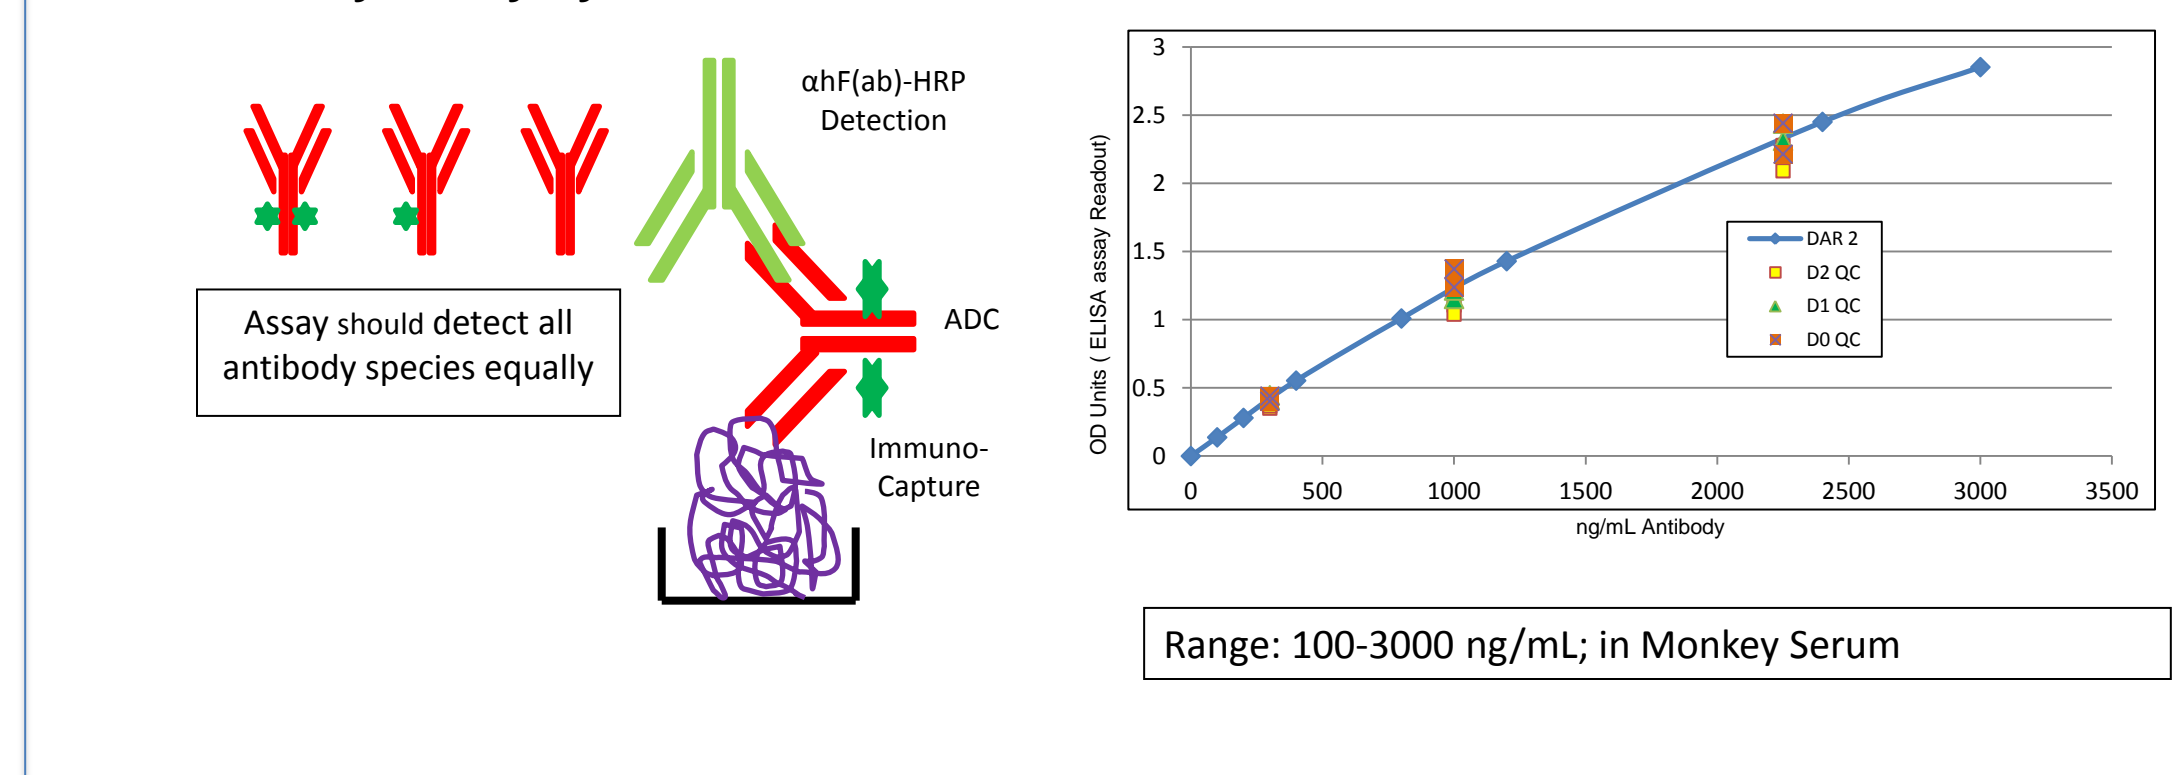 αhF(ab)-HRP
Detection
Assay should detect all
antibody species equally
ADC
Immuno-
Capture
3
2.5
2
1.5
1
0.5
0
OD Units ( ELISA assay Readout)
DAR 2
D2 QC
D1 QC
D0 QC
0 500 1000 1500 2000 2500 3000 3500
ng/mL Antibody
Range: 100-3000 ng/mL; in Monkey Serum